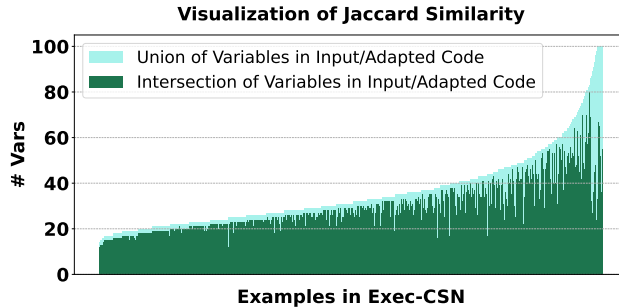 Visualization of Jaccard Similarity
100
80
60
40
20
0
# Vars
Union of Variables in Input/Adapted Code
Intersection of Variables in Input/Adapted Code
Examples in Exec-CSN